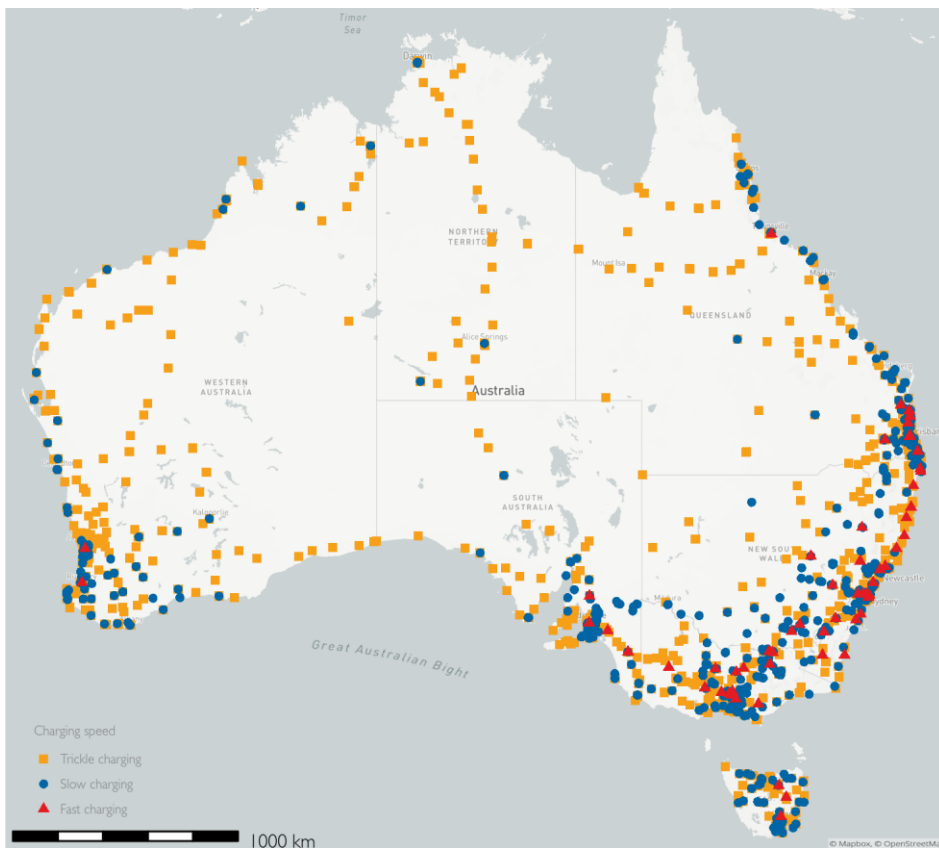 Timor
Sea
Darwin
NORTHERN
TERRITORY
Mount Isa
Mackay
QUEENSLAND
Alice Springs
WESTERN
AUSTRALIA
Australia
SOUTH
AUSTRALIA
Kalgoorlie
NEW SOUTH
WALES
Newcastle
Sydney
Mildura
Great Australian Bight
Charging speed
Trickle charging
Slow charging
Fast charging
1000 km
© Mapbox, © OpenStreetMa